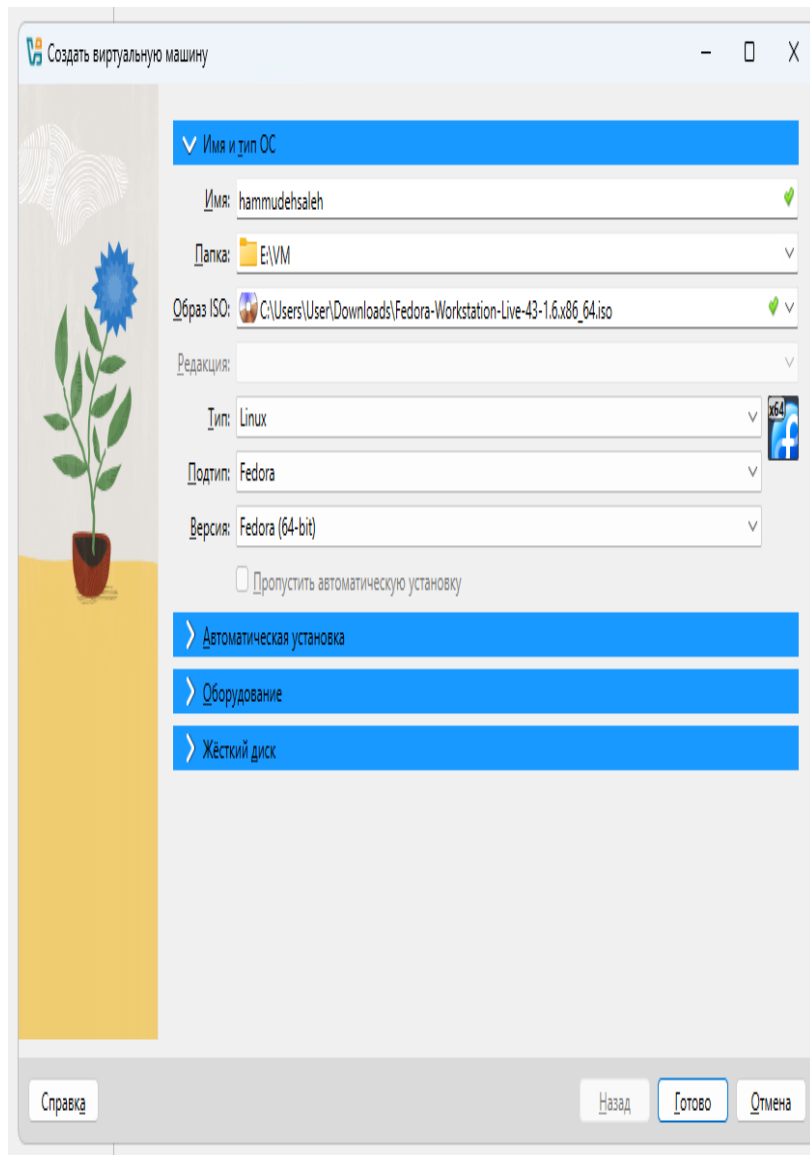 Создать виртуальную машину
Имя и тип ОС
Имя: hammudehsaleh
Папка: E:\VM
Образ ISO: C:\Users\User\Downloads\Fedora-Workstation-Live-43-1.6.x86_64.iso
Редакция:
Тип: Linux
x64
Подтип: Fedora
Версия: Fedora (64-bit)
Пропустить автоматическую установку
Автоматическая установка
Оборудование
Жёсткий диск
Справка Назад Готово Отмена